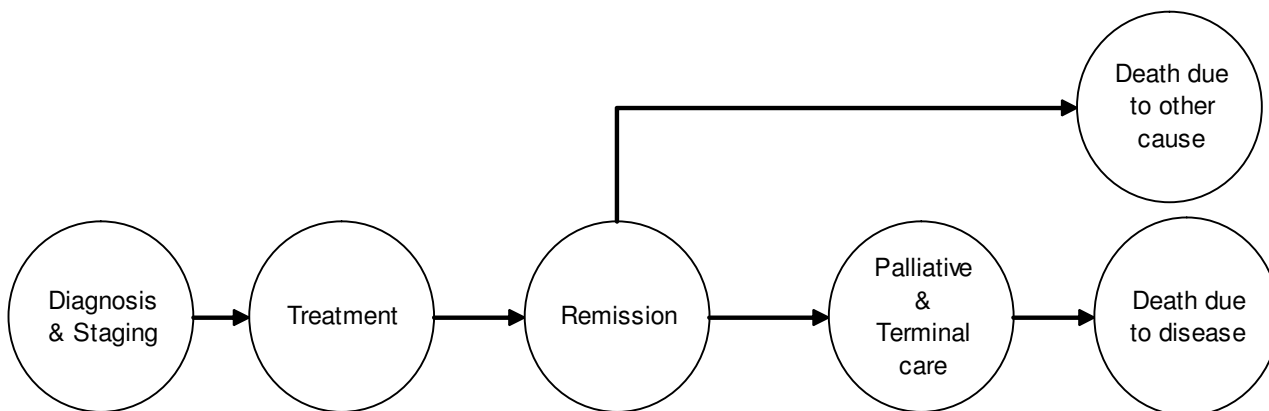 Death due
to other
cause
Diagnosis
& Staging
Treatment
Remission
Palliative
&
Terminal
care
Death due
to disease